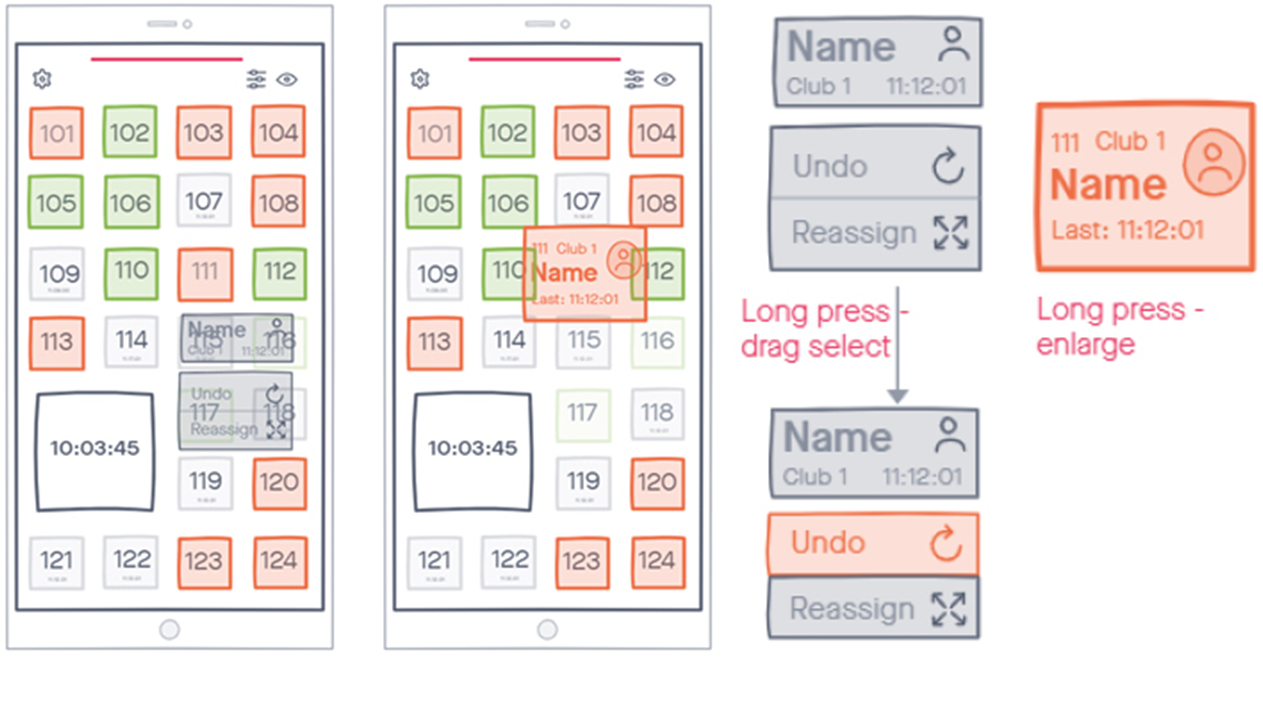 101 102 103 104
105 106 107 108
109 110 111 112
113 114 115 116
Name
Club 1 11:12:01
Undo
117 118
Reassign
10:03:45
119 120
121 122 123 124
101 102 103 104
105 106 107 108
109 110 112
111 Club 1
Name
Last: 11:12:01
113 114 115 116
117 118
10:03:45
119 120
121 122 123 124
Name
Club 1 11:12:01
Undo
Reassign
Long press -
drag select
Name
Club 1 11:12:01
Undo
Reassign
111 Club 1
Name
Last: 11:12:01
Long press -
enlarge